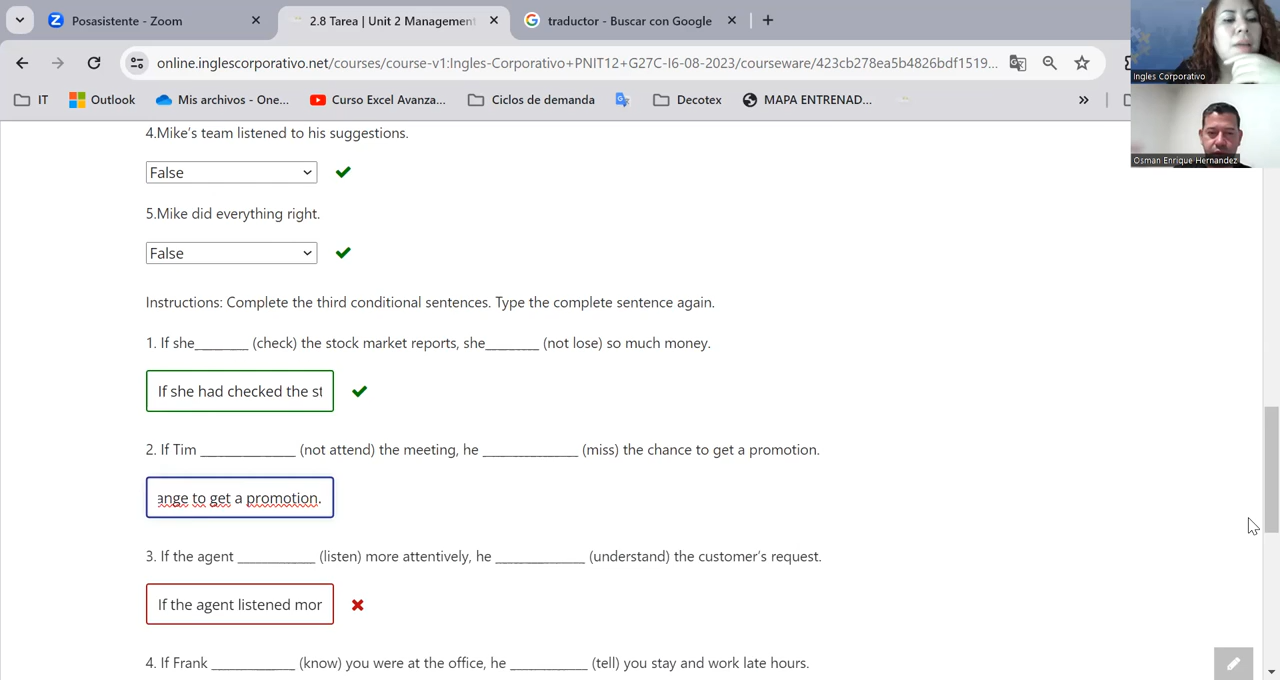 Posasistente - Zoom
2.8 Tarea | Unit 2 Management
traductor - Buscar con Google
online.inglescorporativo.net/courses/course-v1:Ingles-Corporativo+PNIT12+G27C-I6-08-2023/courseware/423cb278ea5b4826bdf1519...
IT
Outlook
Mis archivos - One...
Curso Excel Avanza...
Ciclos de demanda
Decotex
MAPA ENTRENAD...
Ingles Corporativo
Osman Enrique Hernandez
4.Mike's team listened to his suggestions.
False
5.Mike did everything right.
False
Instructions: Complete the third conditional sentences. Type the complete sentence again.
1. If she________ (check) the stock market reports, she________ (not lose) so much money.
If she had checked the st
2. If Tim ______________ (not attend) the meeting, he ______________ (miss) the chance to get a promotion.
ange to get a promotion.
3. If the agent ___________ (listen) more attentively, he _____________ (understand) the customer's request.
If the agent listened mor
4. If Frank ____________ (know) you were at the office, he ___________ (tell) you stay and work late hours.